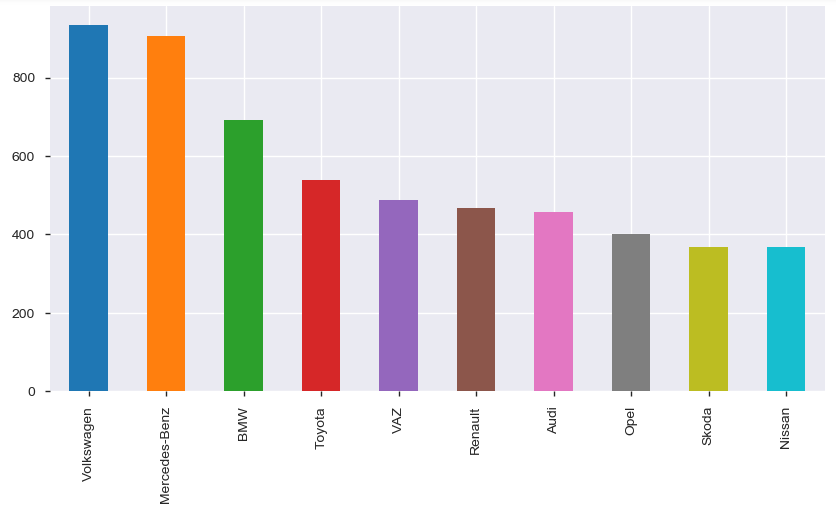 800
600
400
200
0
Volkswagen
Mercedes-Benz
BMW
Toyota
VAZ
Renault
Audi
Opel
Skoda
Nissan